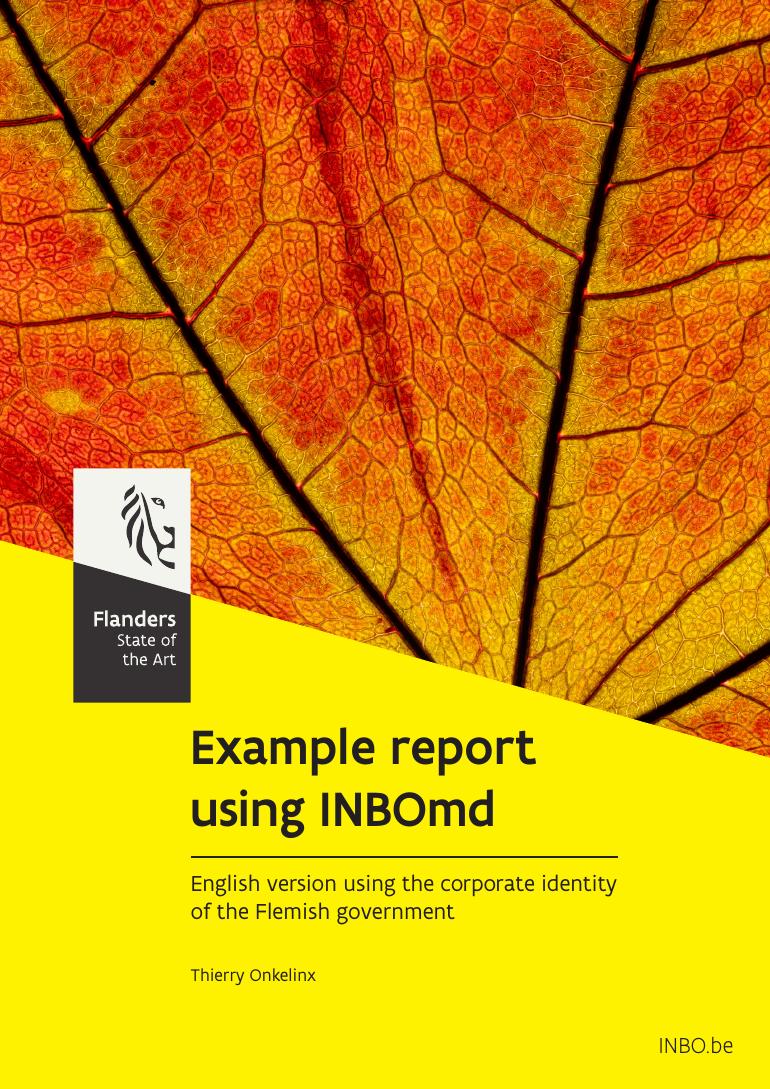 Flanders
State of
the Art
Example report
using INBOmd
English version using the corporate identity
of the Flemish government
Thierry Onkelinx
INBO.be